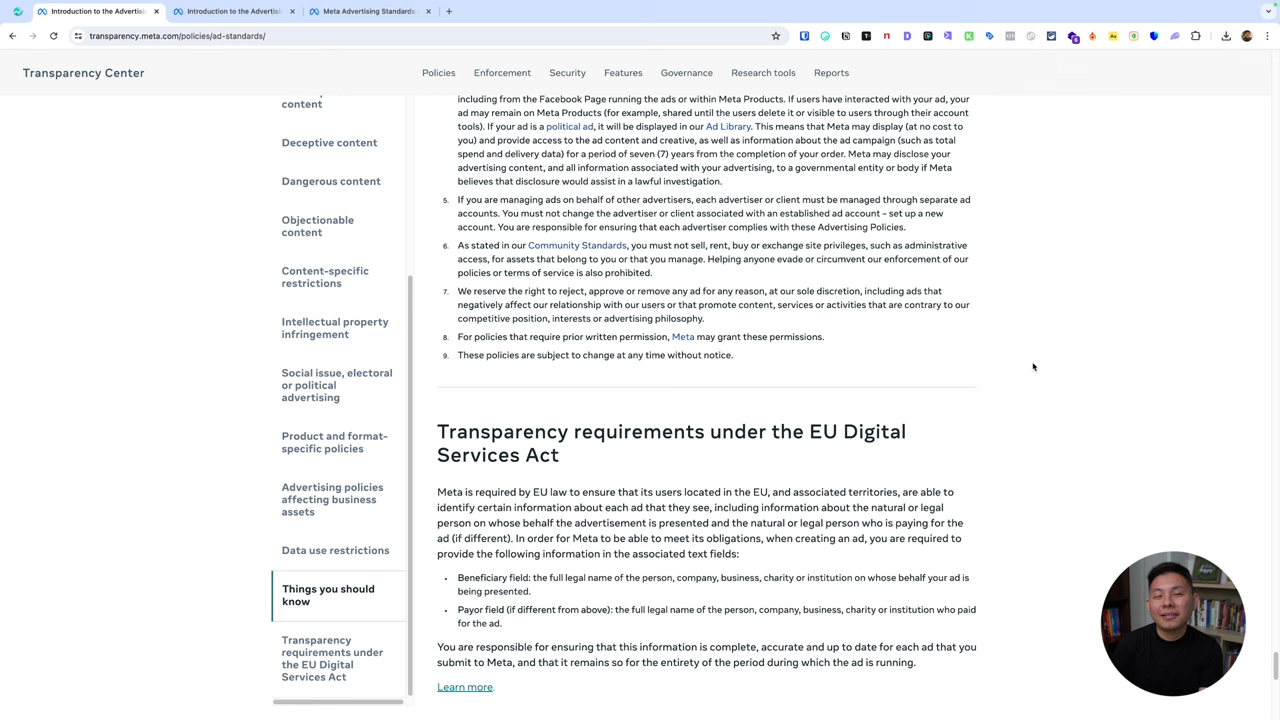 Introduction to the Advertisi
Introduction to the Advertisin
Meta Advertising Standards
transparency.meta.com/policies/ad-standards/
Transparency Center
Policies
Enforcement
Security
Features
Governance
Research tools
Reports
content
Deceptive content
Dangerous content
Objectionable
content
Content-specific
restrictions
Intellectual property
infringement
Social issue, electoral
or political
advertising
Product and format-
specific policies
Advertising policies
affecting business
assets
Data use restrictions
Things you should
know
Transparency
requirements under
the EU Digital
Services Act
including from the Facebook Page running the ads or within Meta Products. If users have interacted with your ad, your
ad may remain on Meta Products (for example, shared until the users delete it or visible to users through their account
tools). If your ad is a political ad, it will be displayed in our Ad Library. This means that Meta may display (at no cost to
you) and provide access to the ad content and creative, as well as information about the ad campaign (such as total
spend and delivery data) for a period of seven (7) years from the completion of your order. Meta may disclose your
advertising content, and all information associated with your advertising, to a governmental entity or body if Meta
believes that disclosure would assist in a lawful investigation.
5. If you are managing ads on behalf of other advertisers, each advertiser or client must be managed through separate ad
accounts. You must not change the advertiser or client associated with an established ad account – set up a new
account. You are responsible for ensuring that each advertiser complies with these Advertising Policies.
6. As stated in our Community Standards, you must not sell, rent, buy or exchange site privileges, such as administrative
access, for assets that belong to you or that you manage. Helping anyone evade or circumvent our enforcement of our
policies or terms of service is also prohibited.
7. We reserve the right to reject, approve or remove any ad for any reason, at our sole discretion, including ads that
negatively affect our relationship with our users or that promote content, services or activities that are contrary to our
competitive position, interests or advertising philosophy.
8. For policies that require prior written permission, Meta may grant these permissions.
9. These policies are subject to change at any time without notice.
Transparency requirements under the EU Digital
Services Act
Meta is required by EU law to ensure that its users located in the EU, and associated territories, are able to
identify certain information about each ad that they see, including information about the natural or legal
person on whose behalf the advertisement is presented and the natural or legal person who is paying for the
ad (if different). In order for Meta to be able to meet its obligations, when creating an ad, you are required to
provide the following information in the associated text fields:
• Beneficiary field: the full legal name of the person, company, business, charity or institution on whose behalf your ad is
being presented.
• Payor field (if different from above): the full legal name of the person, company, business, charity or institution who paid
for the ad.
You are responsible for ensuring that this information is complete, accurate and up to date for each ad that you
submit to Meta, and that it remains so for the entirety of the period during which the ad is running.
Learn more